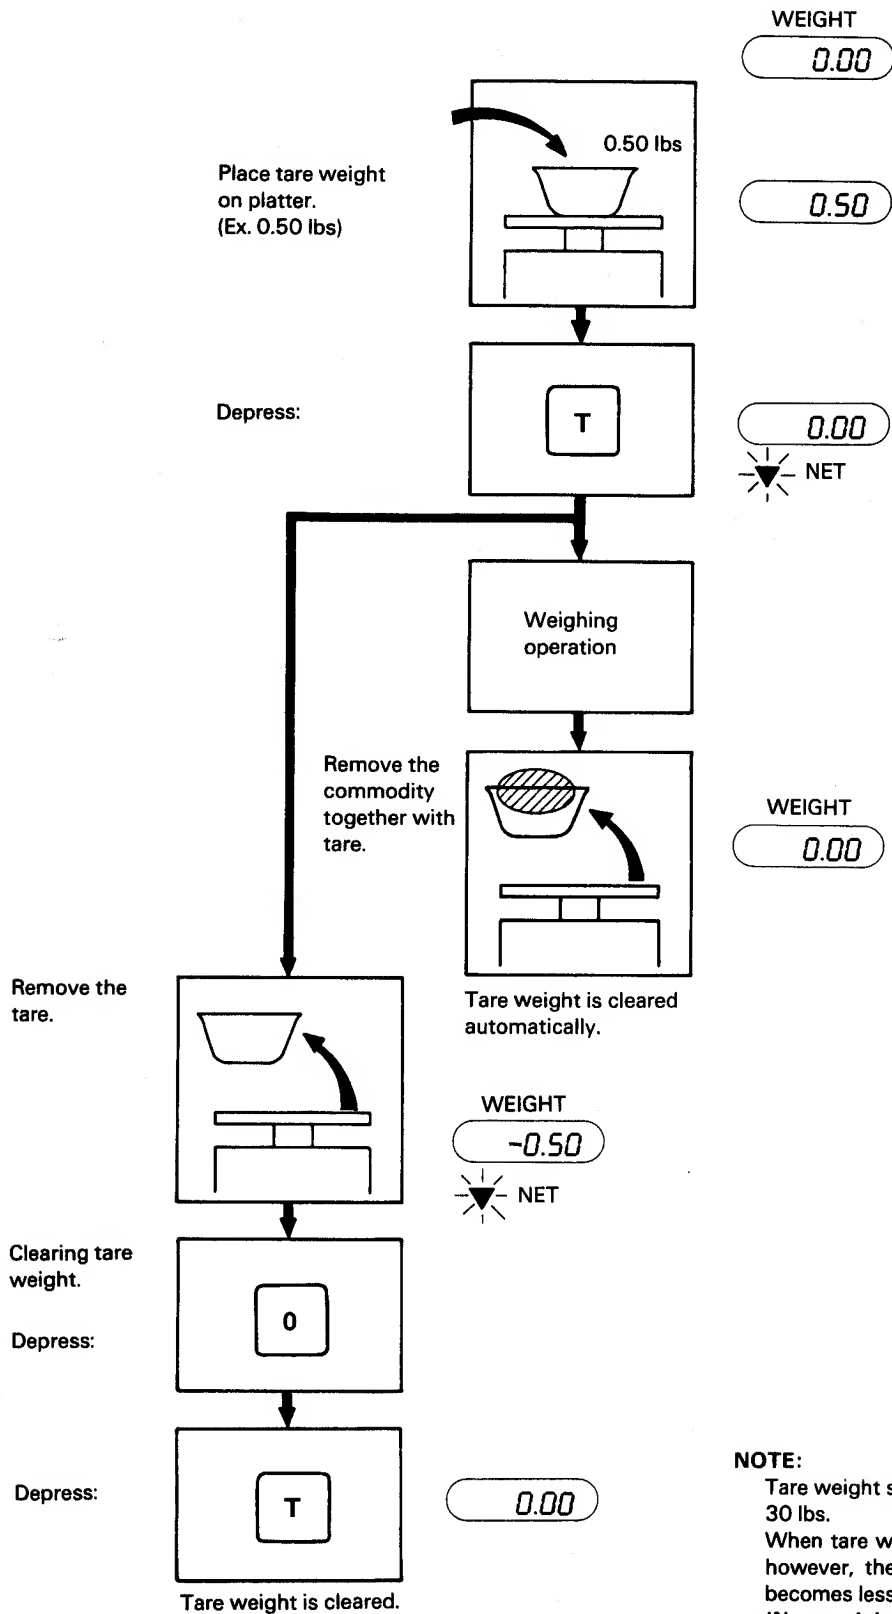 WEIGHT
0.00
0.50 lbs
Place tare weight
on platter.
(Ex. 0.50 lbs)
0.50
Depress:
T
0.00
NET
Weighing
operation
Remove the
commodity
together with
tare.
WEIGHT
0.00
Tare weight is cleared
automatically.
Remove the
tare.
WEIGHT
-0.50
NET
Clearing tare
weight.
Depress:
0
Depress:
T
0.00
Tare weight is cleared.
NOTE:
Tare weight s
30 lbs.
When tare w
however, the
becomes less